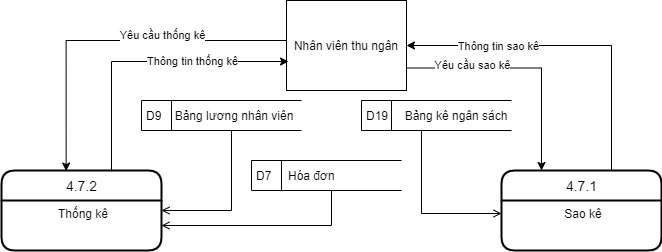 Yêu cầu thống kê
Nhân viên thu ngân
Thông tin sao kê
Thông tin thống kê
Yêu cầu sao kê
D9 Bảng lương nhân viên
D19 Bảng kê ngân sách
D7 Hóa đơn
4.7.2
Thống kê
4.7.1
Sao kê